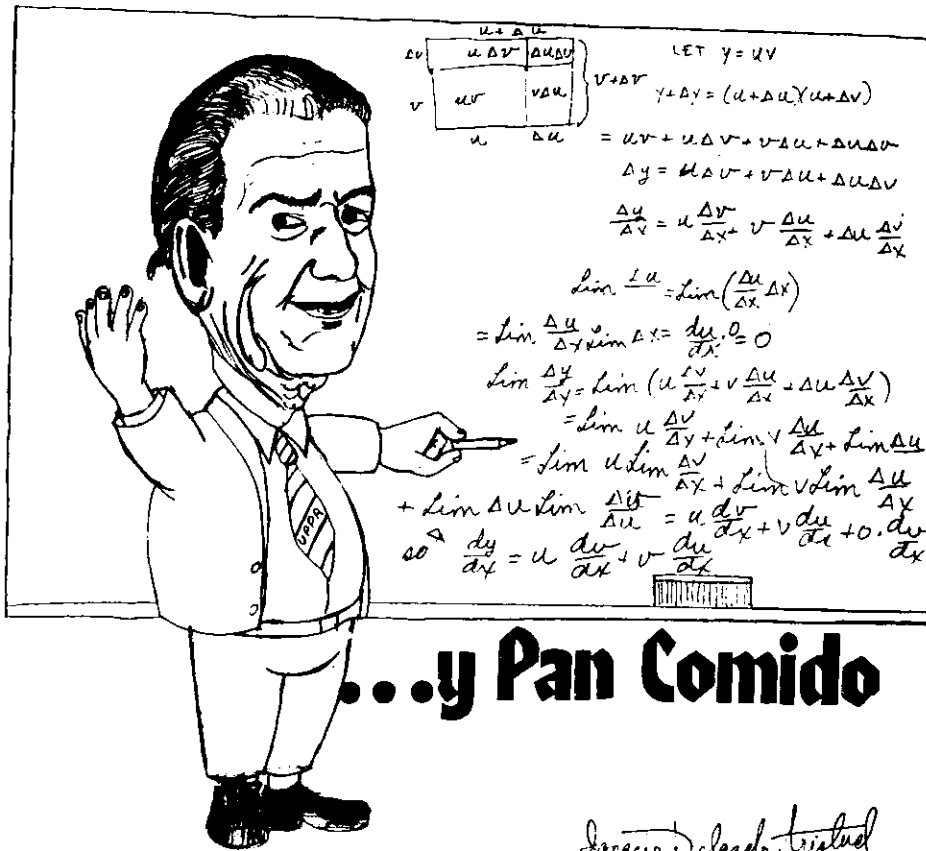 u + Δu
Δv u Δv ΔuΔv
v uv vΔu v+Δv
u Δu
LET y = uv
y+Δy = (u+Δu)(u+Δv)
= uv + uΔv + vΔu + ΔuΔv
Δy = uΔv + vΔu + ΔuΔv
Δy/Δx = u Δv/Δx + v Δu/Δx + Δu Δv/Δx
Lim Δu = Lim (Δu/Δx Δx)
= Lim Δu/Δx Lim Δx = du/dx · 0 = 0
Lim Δy/Δx = Lim (u Δv/Δx + v Δu/Δx + Δu Δv/Δx)
= Lim u Δv/Δx + Lim v Δu/Δx + Lim Δu
= Lim u Lim Δv/Δx + Lim v Lim Δu/Δx
+ Lim Δu Lim Δv/Δu = u dv/dx + v du/dx + 0 · dv/dx
so dy/dx = u dv/dx + v du/dx
UPPR
...y Pan Comido